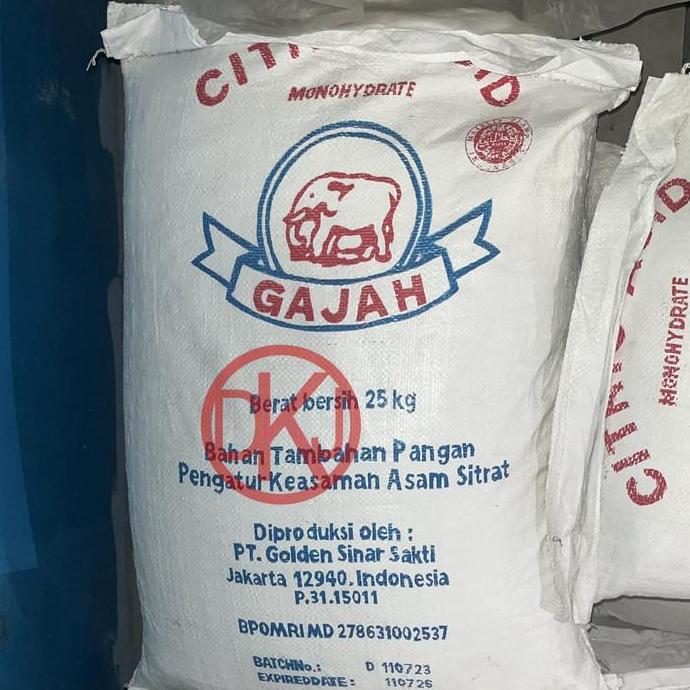 MONOHYDRATE
GAJAH
DKJ
Berat bersih 25 kg
Bahan Tambahan Pangan
Pengatur Keasaman Asam Sitrat
Diproduksi oleh :
PT. Golden Sinar Sakti
Jakarta 12940, Indonesia
P.31.15011
BPOM RI MD 278631002537
BATCH No.: D 110723
EXPIRED DATE : 110726
MONOHYDRATE